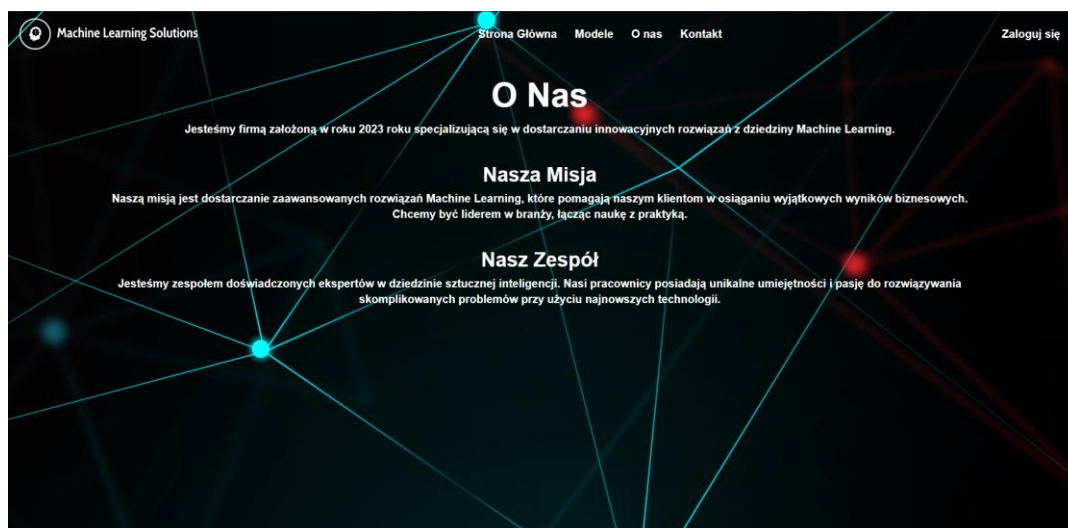 Machine Learning Solutions
Strona Główna Modele O nas Kontakt
Zaloguj się
O Nas
Jesteśmy firmą założoną w roku 2023 roku specjalizującą się w dostarczaniu innowacyjnych rozwiązań z dziedziny Machine Learning.
Nasza Misja
Naszą misją jest dostarczanie zaawansowanych rozwiązań Machine Learning, które pomagają naszym klientom w osiąganiu wyjątkowych wyników biznesowych.
Chcemy być liderem w branży, łącząc naukę z praktyką.
Nasz Zespół
Jesteśmy zespołem doświadczonych ekspertów w dziedzinie sztucznej inteligencji. Nasi pracownicy posiadają unikalne umiejętności i pasję do rozwiązywania
skomplikowanych problemów przy użyciu najnowszych technologii.